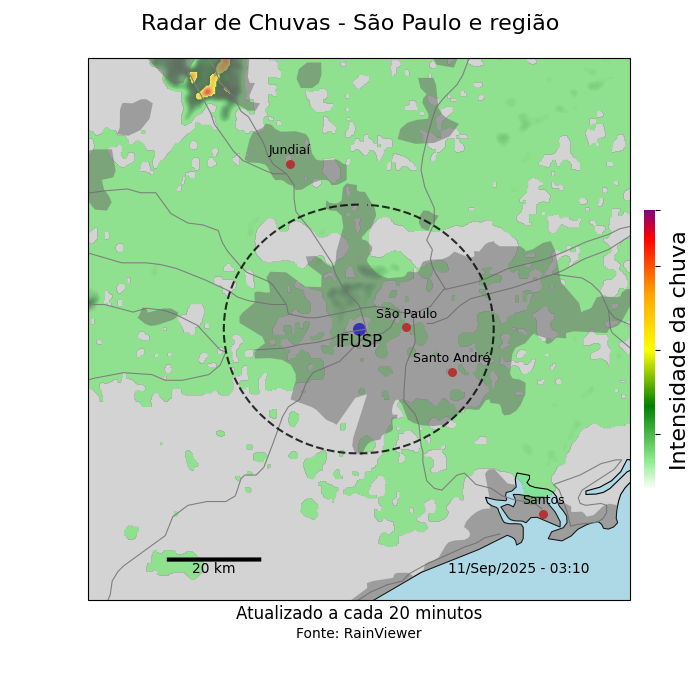 Radar de Chuvas - São Paulo e região
Jundiaí
São Paulo
IFUSP
Santo André
Santos
20 km
11/Sep/2025 - 03:10
Intensidade da chuva
Atualizado a cada 20 minutos
Fonte: RainViewer